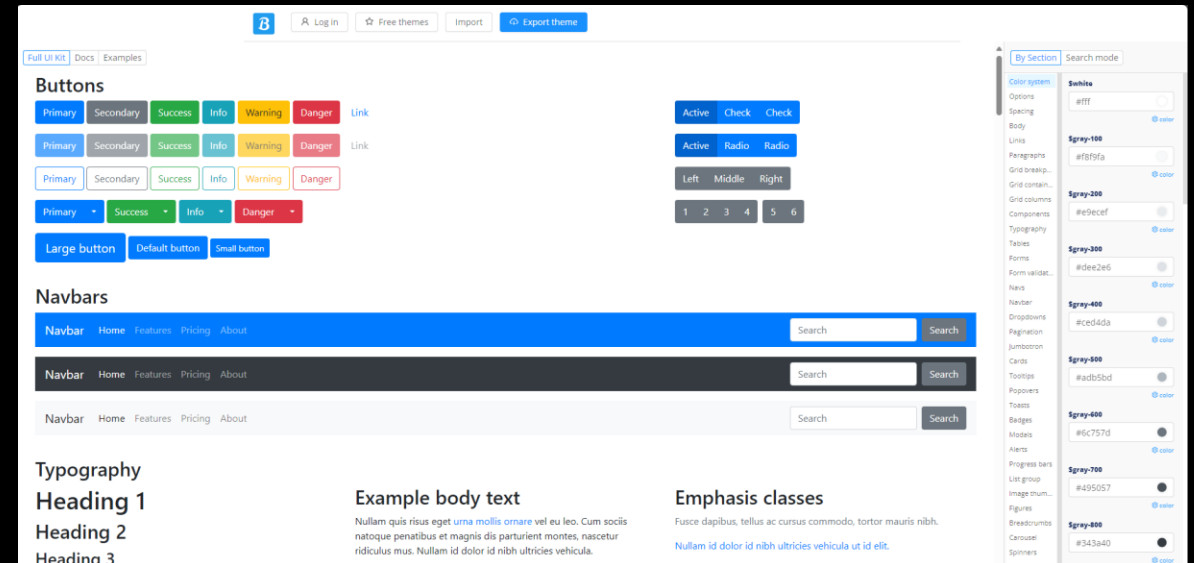 B Log in Free themes Import Export theme
Full UI Kit Docs Examples
Buttons
Primary Secondary Success Info Warning Danger Link
Primary Secondary Success Info Warning Danger Link
Primary Secondary Success Info Warning Danger
Primary Success Info Danger
Large button Default button Small button
Active Check Check
Active Radio Radio
Left Middle Right
1 2 3 4 5 6
Navbars
Navbar Home Features Pricing About Search Search
Navbar Home Features Pricing About Search Search
Navbar Home Features Pricing About Search Search
Typography
Heading 1
Heading 2
Heading 3
Example body text
Nullam quis risus eget urna mollis ornare vel eu leo. Cum sociis
natoque penatibus et magnis dis parturient montes, nascetur
ridiculus mus. Nullam id dolor id nibh ultricies vehicula.
Emphasis classes
Fusce dapibus, tellus ac cursus commodo, tortor mauris nibh.
Nullam id dolor id nibh ultricies vehicula ut id elit.
By Section Search mode
Color system
Options
Spacing
Body
Links
Paragraphs
Grid breakp...
Grid contain...
Grid columns
Components
Typography
Tables
Forms
Form validat...
Navs
Navbar
Dropdowns
Pagination
Jumbotron
Cards
Tooltips
Popovers
Toasts
Badges
Modals
Alerts
Progress bars
List group
Image thum...
Figures
Breadcrumbs
Carousel
Spinners
$white
#fff
color
$gray-100
#f8f9fa
color
$gray-200
#e9ecef
color
$gray-300
#dee2e6
color
$gray-400
#ced4da
color
$gray-500
#adb5bd
color
$gray-600
#6c757d
color
$gray-700
#495057
color
$gray-800
#343a40
color